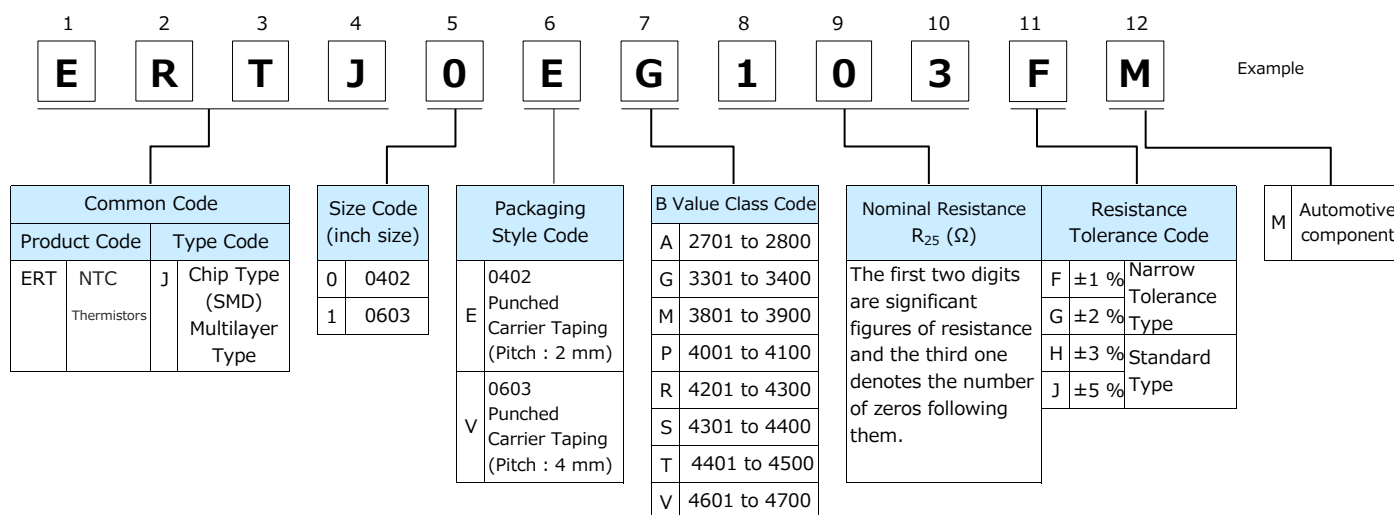 1 2 3 4 5 6 7 8 9 10 11 12
E R T J 0 E G 1 0 3 F M Example
Common Code
Product Code Type Code
ERT NTC
Thermistors
J Chip Type
(SMD)
Multilayer
Type
Size Code
(inch size)
0 0402
1 0603
Packaging
Style Code
E 0402
Punched
Carrier Taping
(Pitch : 2 mm)
V 0603
Punched
Carrier Taping
(Pitch : 4 mm)
B Value Class Code
A 2701 to 2800
G 3301 to 3400
M 3801 to 3900
P 4001 to 4100
R 4201 to 4300
S 4301 to 4400
T 4401 to 4500
V 4601 to 4700
Nominal Resistance
R₂₅ (Ω)
The first two digits
are significant
figures of resistance
and the third one
denotes the number
of zeros following
them.
Resistance
Tolerance Code
F ±1 %
G ±2 %
Narrow
Tolerance
Type
H ±3 %
J ±5 %
Standard
Type
M Automotive
component